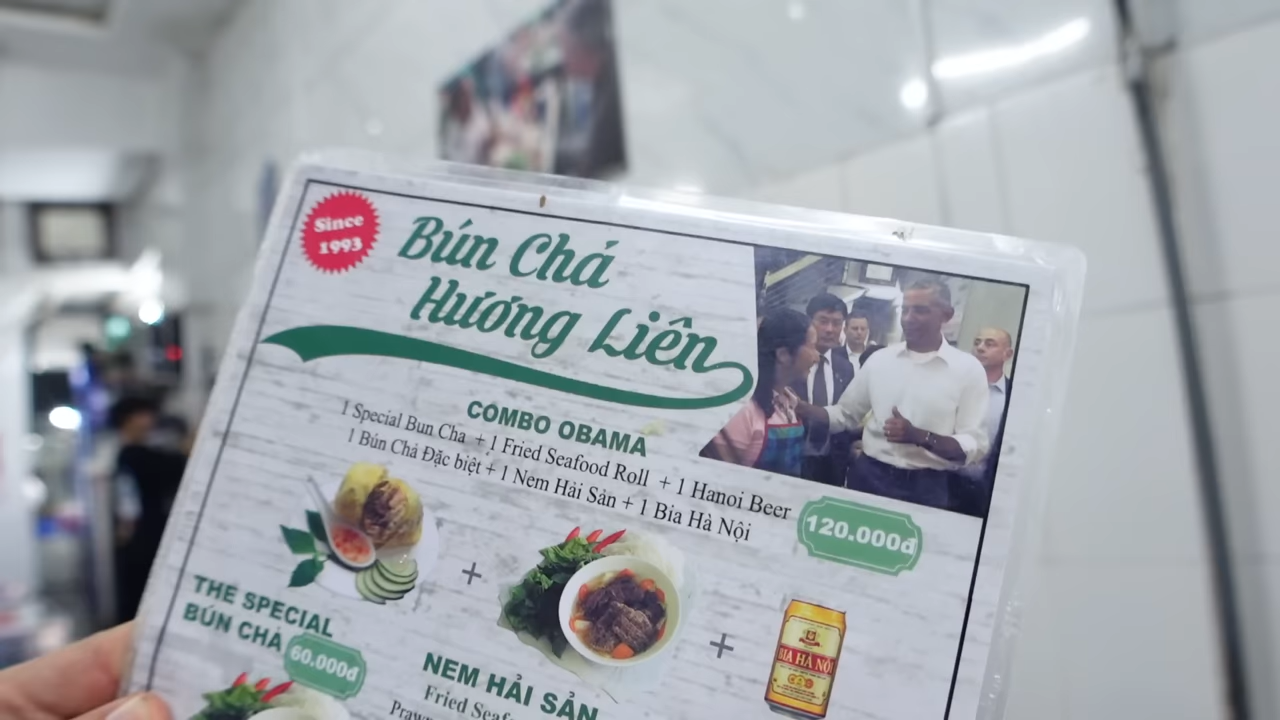 Since
1993
Bún Chả
Hương Liên
COMBO OBAMA
1 Special Bun Cha + 1 Fried Seafood Roll + 1 Hanoi Beer
1 Bún Chả Đặc biệt + 1 Nem Hải Sản + 1 Bia Hà Nội
120.000đ
THE SPECIAL
BÚN CHẢ
60.000đ
BIA HÀ NỘI
NEM HẢI SẢN
Fried